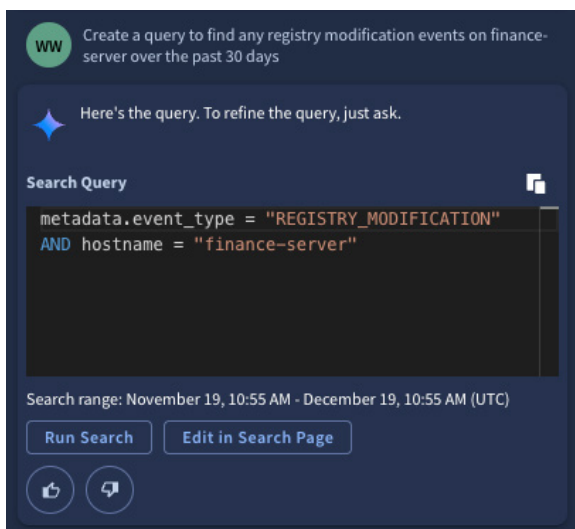 WW
Create a query to find any registry modification events on finance-
server over the past 30 days
Here's the query. To refine the query, just ask.
Search Query
metadata.event_type = "REGISTRY_MODIFICATION"
AND hostname = "finance-server"
Search range: November 19, 10:55 AM - December 19, 10:55 AM (UTC)
Run Search
Edit in Search Page